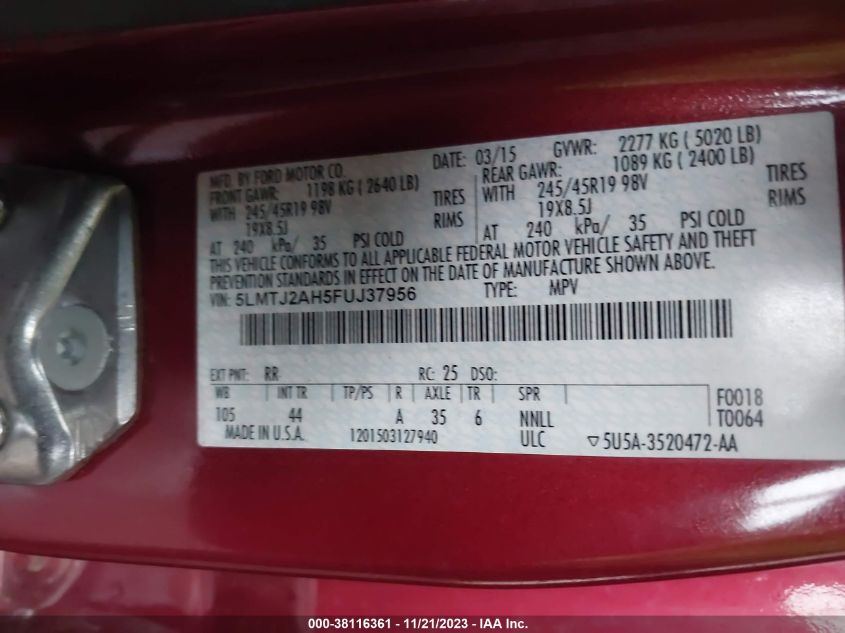 MFD. BY FORD MOTOR CO. DATE: 03/15 GVWR: 2277 KG ( 5020 LB)
FRONT GAWR: 1198 KG (2640 LB) REAR GAWR: 1089 KG ( 2400 LB)
WITH 245/45R19 98V TIRES WITH 245/45R19 98V TIRES
19X8.5J RIMS 19X8.5J RIMS
AT 240 kPa/ 35 PSI COLD AT 240 kPa/ 35 PSI COLD
THIS VEHICLE CONFORMS TO ALL APPLICABLE FEDERAL MOTOR VEHICLE SAFETY AND THEFT
PREVENTION STANDARDS IN EFFECT ON THE DATE OF MANUFACTURE SHOWN ABOVE.
VIN: 5LMTJ2AH5FUJ37956 TYPE: MPV
EXT PNT: RR RC: 25 DSO:
WB INT TR TP/PS R AXLE TR SPR F0018
105 44 A 35 6 NNLL T0064
MADE IN U.S.A. 1201503127940 ULC ▽5U5A-3520472-AA
000-38116361 - 11/21/2023 - IAA Inc.